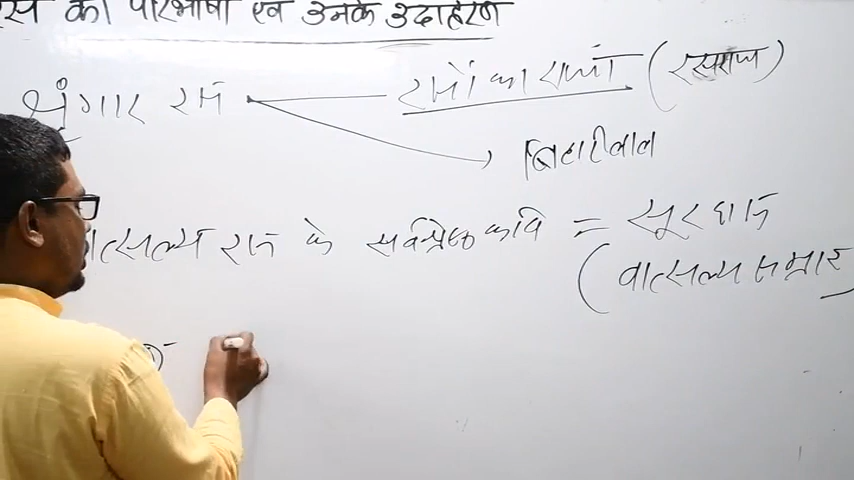 रस की परिभाषा एवं उनके उदाहरण
श्रृंगार रस रसों का राजा (रसराज)
बिहारीलाल
वात्सल्य रस के सर्वश्रेष्ठ कवि = सूरदास
(वात्सल्य सम्राट